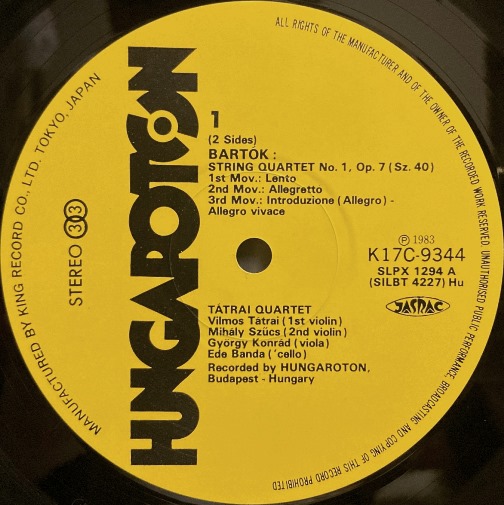 HUNGAROTON
1
(2 Sides)
BARTÓK :
STRING QUARTET No. 1, Op. 7 (Sz. 40)
1st Mov.: Lento
2nd Mov.: Allegretto
3rd Mov.: Introduzione (Allegro) -
Allegro vivace
STEREO 33
Ⓟ 1983
K17C-9344
SLPX 1294 A
(SILBT 4227) Hu
JASRAC
TÁTRAI QUARTET
Vilmos Tátrai (1st violin)
Mihály Szücs (2nd violin)
György Konrád (viola)
Ede Banda ('cello)
Recorded by HUNGAROTON,
Budapest - Hungary
MANUFACTURED BY KING RECORD CO., LTD. TOKYO, JAPAN
ALL RIGHTS OF THE MANUFACTURER AND OF THE OWNER OF THE RECORDED WORK RESERVED. UNAUTHORISED PUBLIC PERFORMANCE, BROADCASTING AND COPYING OF THIS RECORD PROHIBITED